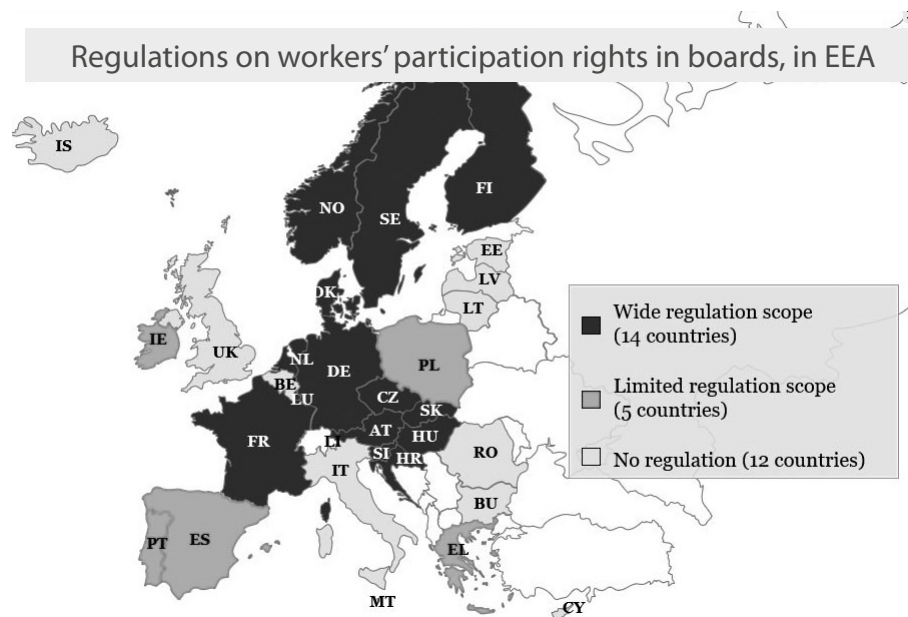 Regulations on workers’ participation rights in boards, in EEA
IS
FI
NO
SE
EE
LV
DK
LT
Wide regulation scope
(14 countries)
IE
UK
NL
DE
PL
BE
LU
CZ
Limited regulation scope
(5 countries)
SK
AT
HU
FR
LI
SI
HR
RO
No regulation (12 countries)
IT
BU
PT
ES
EL
MT
CY